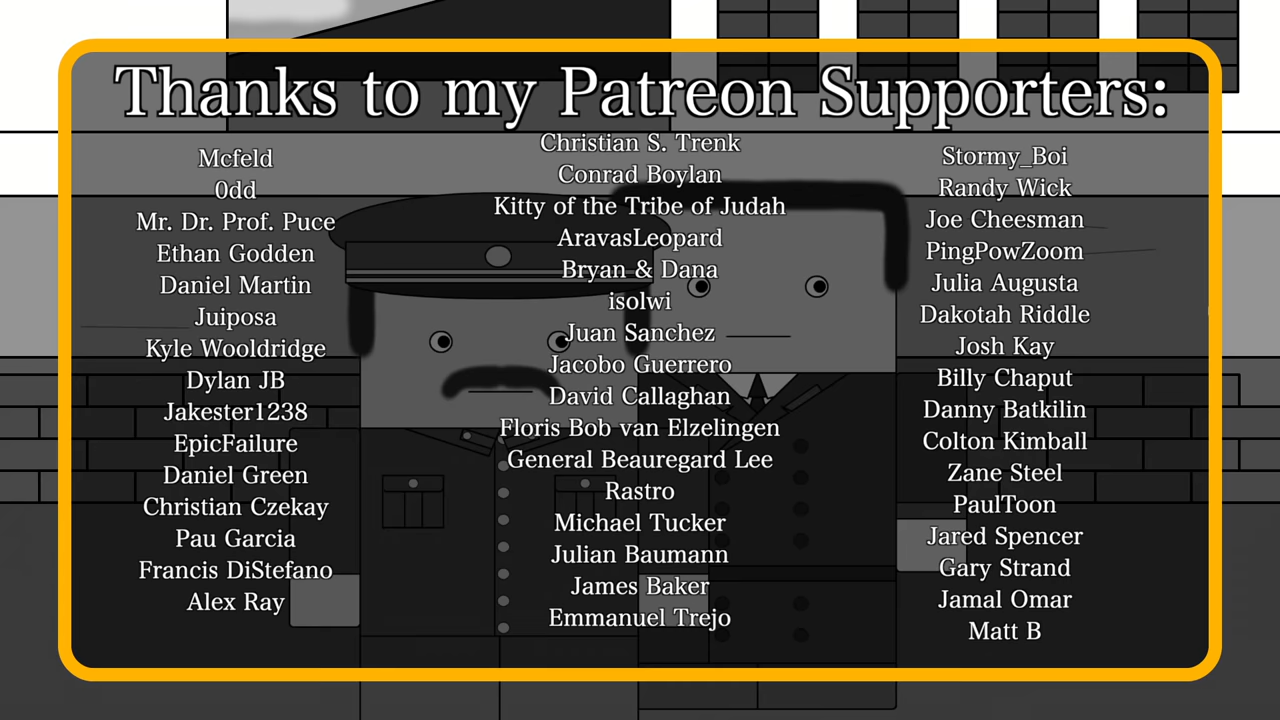 Thanks to my Patreon Supporters:
Mcfeld
0dd
Mr. Dr. Prof. Puce
Ethan Godden
Daniel Martin
Juiposa
Kyle Wooldridge
Dylan JB
Jakester1238
EpicFailure
Daniel Green
Christian Czekay
Pau Garcia
Francis DiStefano
Alex Ray
Christian S. Trenk
Conrad Boylan
Kitty of the Tribe of Judah
AravasLeopard
Bryan & Dana
isolwi
Juan Sanchez
Jacobo Guerrero
David Callaghan
Floris Bob van Elzelingen
General Beauregard Lee
Rastro
Michael Tucker
Julian Baumann
James Baker
Emmanuel Trejo
Stormy_Boi
Randy Wick
Joe Cheesman
PingPowZoom
Julia Augusta
Dakotah Riddle
Josh Kay
Billy Chaput
Danny Batkilin
Colton Kimball
Zane Steel
PaulToon
Jared Spencer
Gary Strand
Jamal Omar
Matt B